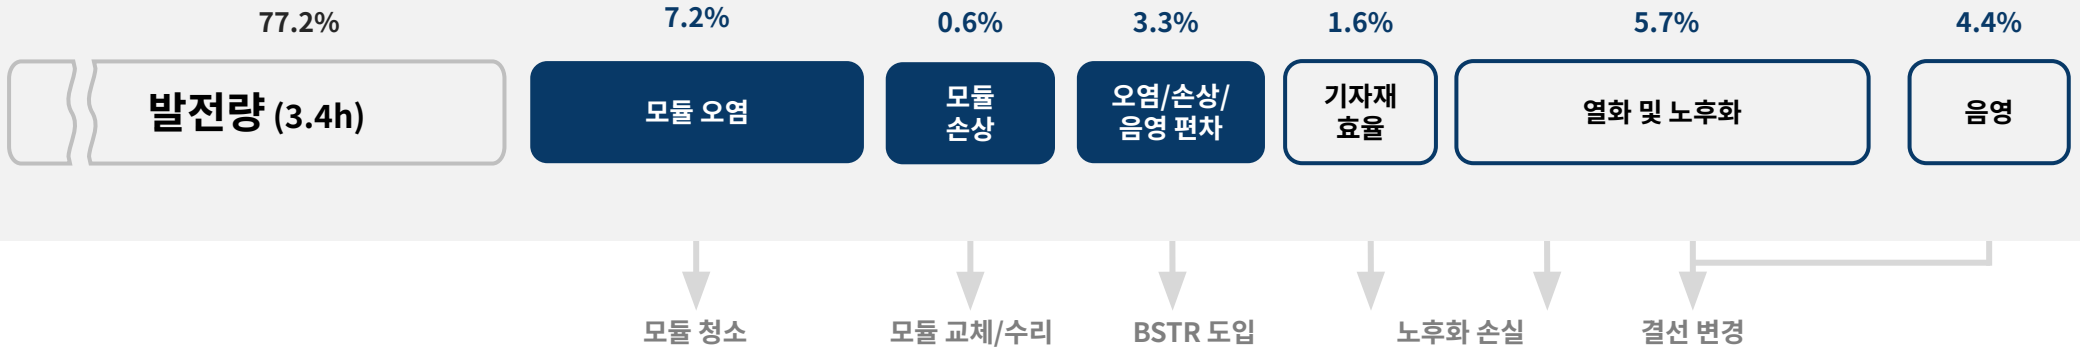 77.2%
7.2%
0.6%
3.3%
1.6%
5.7%
4.4%
발전량 (3.4h)
모듈 오염
모듈
손상
오염/손상/
음영 편차
기자재
효율
열화 및 노후화
음영
모듈 청소
모듈 교체/수리
BSTR 도입
노후화 손실
결선 변경